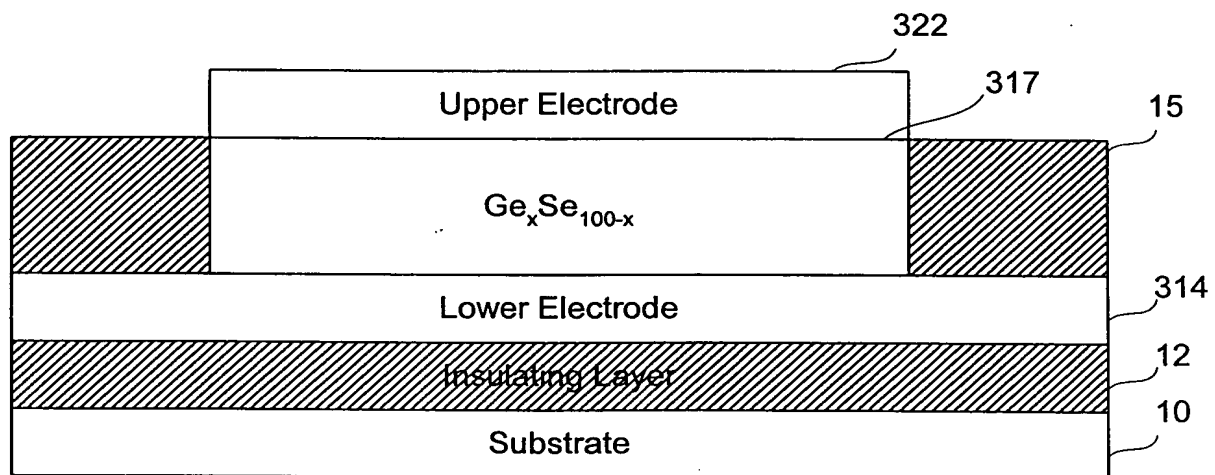 322
Upper Electrode
317
15
GeₓSe₁₀₀₋ₓ
Lower Electrode
314
Insulating Layer
12
Substrate
10